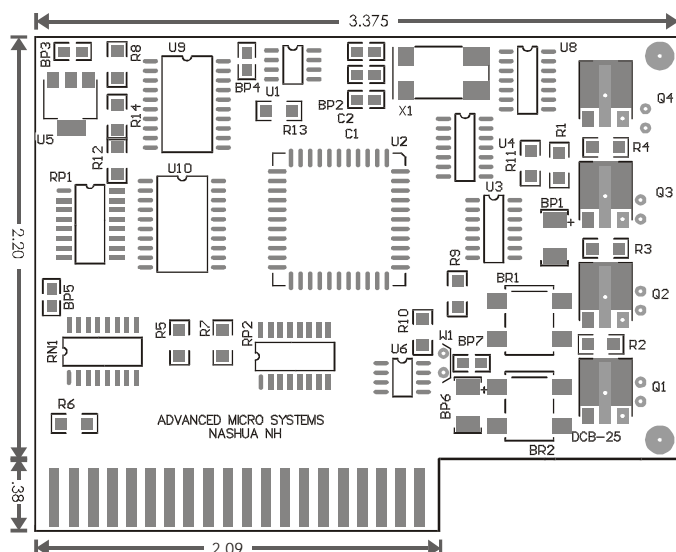 3.375
BP3
R8
U9
BP4
U1
U8
Q4
U5
R14
R13
BP2
C2
C1
X1
U2
U4
R11
R1
R4
R12
RP1
U10
U3
BP1
+
Q3
R3
2.20
BP5
R9
BR1
Q2
RN1
R5
R7
RP2
R10
W1
BP7
U6
R2
R6
BP6
+
Q1
ADVANCED MICRO SYSTEMS
NASHUA NH
DCB-25
BR2
.38
2.09